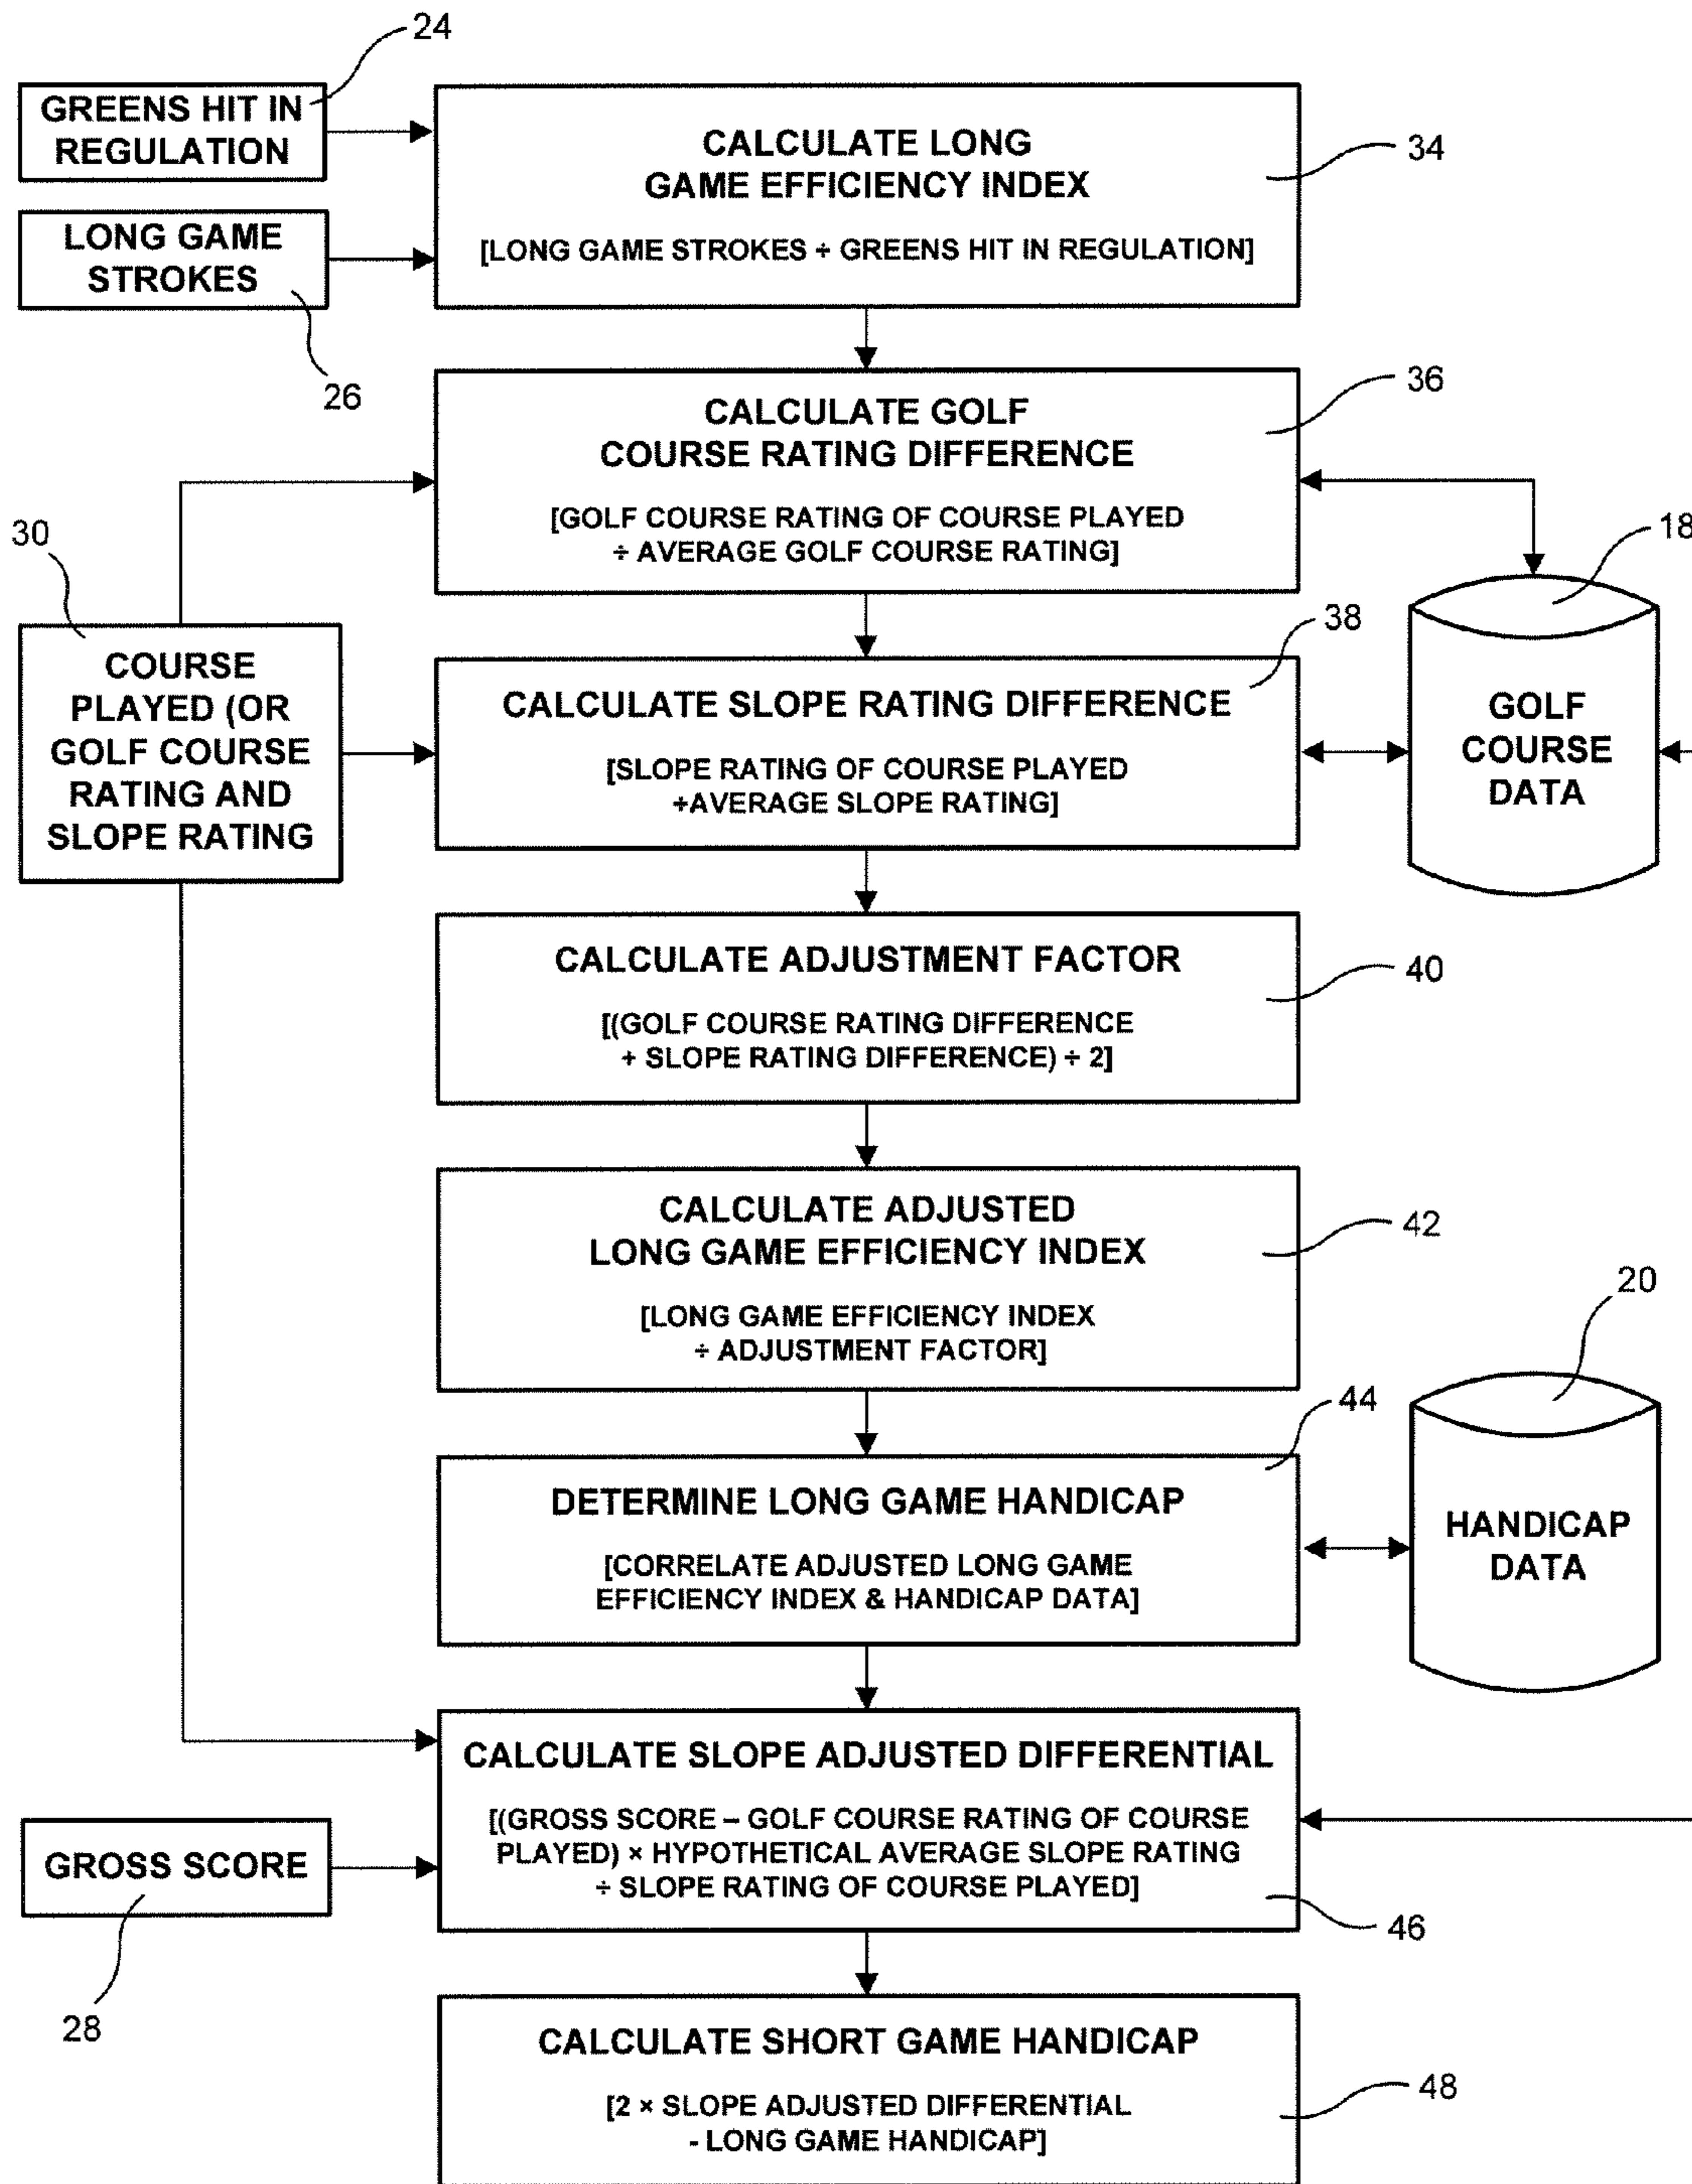 24
GREENS HIT IN
REGULATION
CALCULATE LONG
GAME EFFICIENCY INDEX
[LONG GAME STROKES ÷ GREENS HIT IN REGULATION]
34
LONG GAME
STROKES
26
CALCULATE GOLF
COURSE RATING DIFFERENCE
[GOLF COURSE RATING OF COURSE PLAYED
÷ AVERAGE GOLF COURSE RATING]
36
30
COURSE
PLAYED (OR
GOLF COURSE
RATING AND
SLOPE RATING
CALCULATE SLOPE RATING DIFFERENCE
[SLOPE RATING OF COURSE PLAYED
+AVERAGE SLOPE RATING]
38
18
GOLF
COURSE
DATA
CALCULATE ADJUSTMENT FACTOR
[(GOLF COURSE RATING DIFFERENCE
+ SLOPE RATING DIFFERENCE) ÷ 2]
40
CALCULATE ADJUSTED
LONG GAME EFFICIENCY INDEX
[LONG GAME EFFICIENCY INDEX
÷ ADJUSTMENT FACTOR]
42
20
HANDICAP
DATA
44
DETERMINE LONG GAME HANDICAP
[CORRELATE ADJUSTED LONG GAME
EFFICIENCY INDEX & HANDICAP DATA]
CALCULATE SLOPE ADJUSTED DIFFERENTIAL
[(GROSS SCORE – GOLF COURSE RATING OF COURSE
PLAYED) × HYPOTHETICAL AVERAGE SLOPE RATING
÷ SLOPE RATING OF COURSE PLAYED]
46
GROSS SCORE
28
CALCULATE SHORT GAME HANDICAP
[2 × SLOPE ADJUSTED DIFFERENTIAL
- LONG GAME HANDICAP]
48